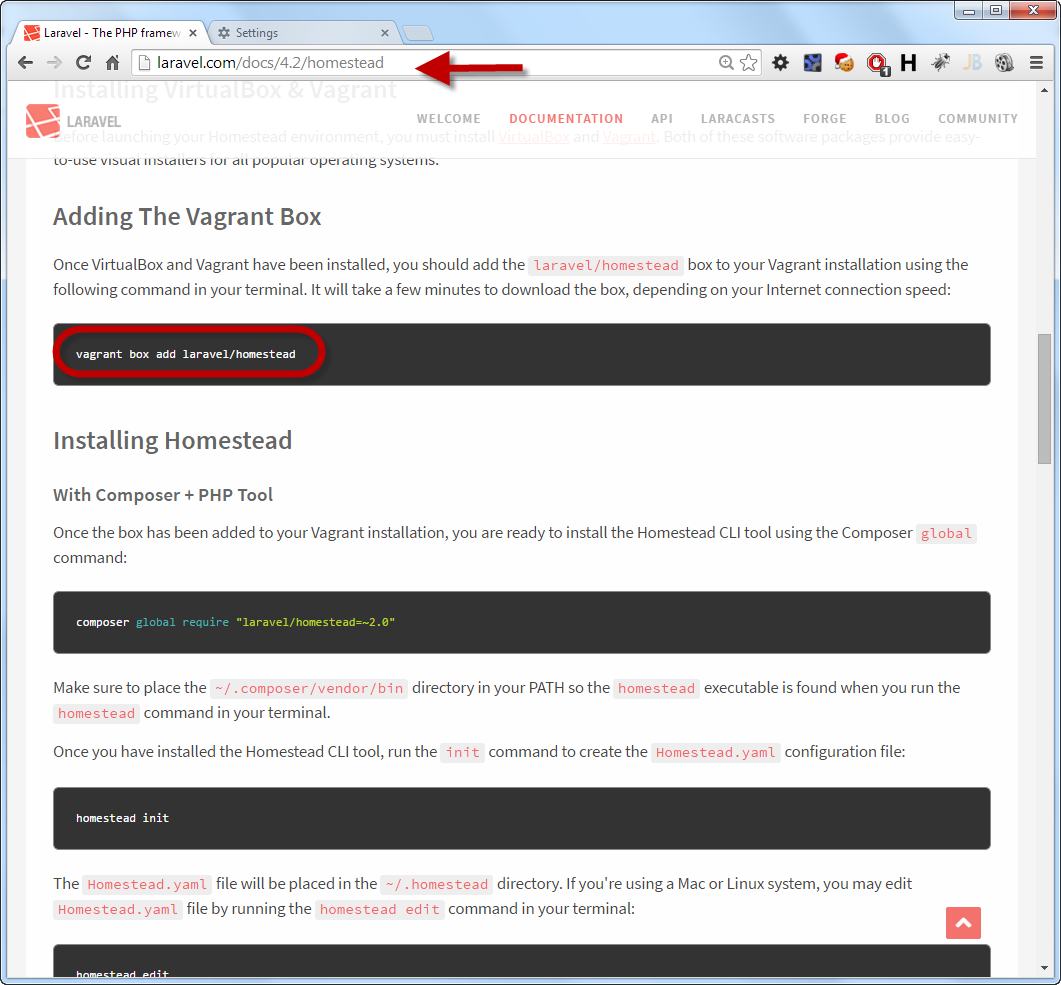 Laravel - The PHP framew
Settings
laravel.com/docs/4.2/homestead
1
H
JB
Installing VirtualBox & Vagrant
LARAVEL
WELCOME
DOCUMENTATION
API
LARACASTS
FORGE
BLOG
COMMUNITY
Before launching your Homestead environment, you must install VirtualBox and Vagrant. Both of these software packages provide easy-
to-use visual installers for all popular operating systems.
Adding The Vagrant Box
Once VirtualBox and Vagrant have been installed, you should add the laravel/homestead box to your Vagrant installation using the
following command in your terminal. It will take a few minutes to download the box, depending on your Internet connection speed:
vagrant box add laravel/homestead
Installing Homestead
With Composer + PHP Tool
Once the box has been added to your Vagrant installation, you are ready to install the Homestead CLI tool using the Composer global
command:
composer global require "laravel/homestead=~2.0"
Make sure to place the ~/.composer/vendor/bin directory in your PATH so the homestead executable is found when you run the
homestead command in your terminal.
Once you have installed the Homestead CLI tool, run the init command to create the Homestead.yaml configuration file:
homestead init
The Homestead.yaml file will be placed in the ~/.homestead directory. If you're using a Mac or Linux system, you may edit
Homestead.yaml file by running the homestead edit command in your terminal:
homestead edit